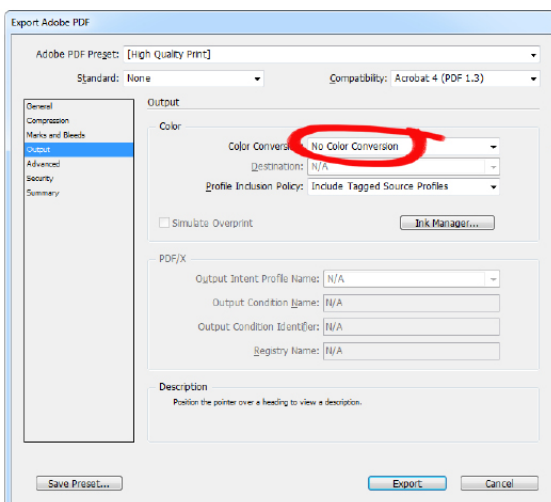 Export Adobe PDF
Adobe PDF Preset: [High Quality Print]
Standard: None Compatibility: Acrobat 4 (PDF 1.3)
General
Compression
Marks and Bleeds
Output
Advanced
Security
Summary
Output
Color
Color Conversion: No Color Conversion
Destination: N/A
Profile Inclusion Policy: Include Tagged Source Profiles
Simulate Overprint Ink Manager...
PDF/X
Output Intent Profile Name: N/A
Output Condition Name: N/A
Output Condition Identifier: N/A
Registry Name: N/A
Description
Position the pointer over a heading to view a description.
Save Preset... Export Cancel